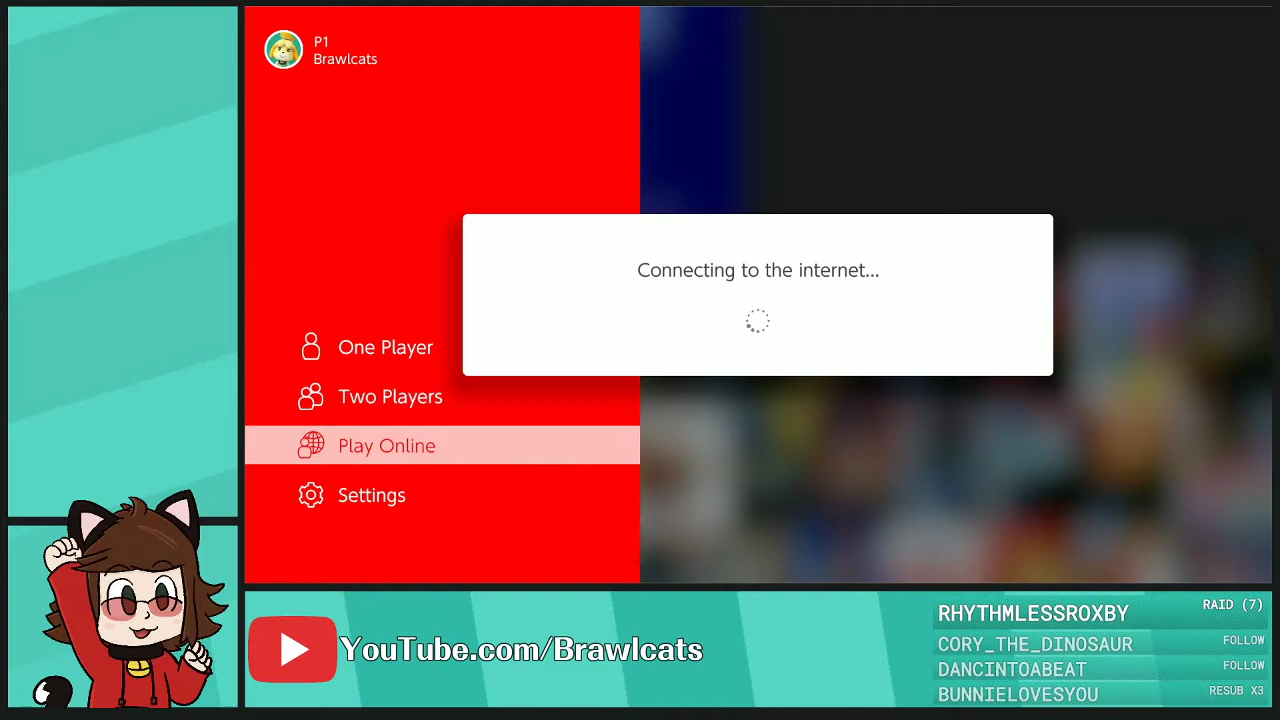 P1
Brawlcats
Connecting to the internet...
One Player
Two Players
Play Online
Settings
YouTube.com/Brawlcats
RHYTHMLESSROXBY RAID (7)
CORY_THE_DINOSAUR FOLLOW
DANCINTOABEAT FOLLOW
BUNNIELOVESYOU RESUB X3